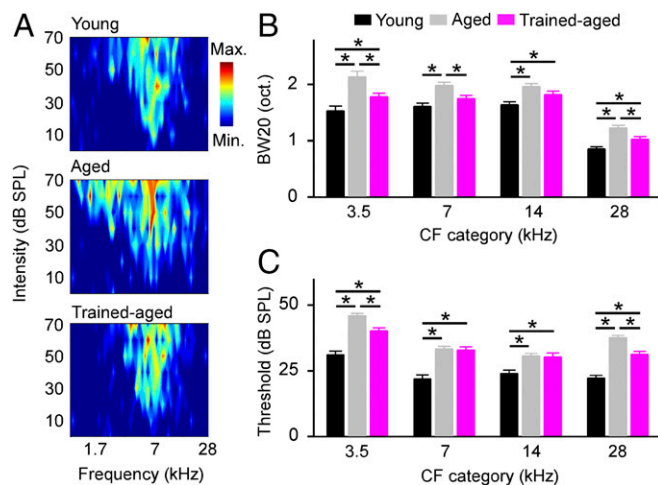 A
Young
Max.
Min.
70
50
30
10
Aged
70
50
30
10
Trained-aged
70
50
30
10
1.7 7 28
Frequency (kHz)
Intensity (dB SPL)
Young Aged Trained-aged
B
* * * * * * * * * *
2
1
0
BW20 (oct.)
3.5 7 14 28
CF category (kHz)
C
* * * * * * * * * *
50
25
0
Threshold (dB SPL)
3.5 7 14 28
CF category (kHz)